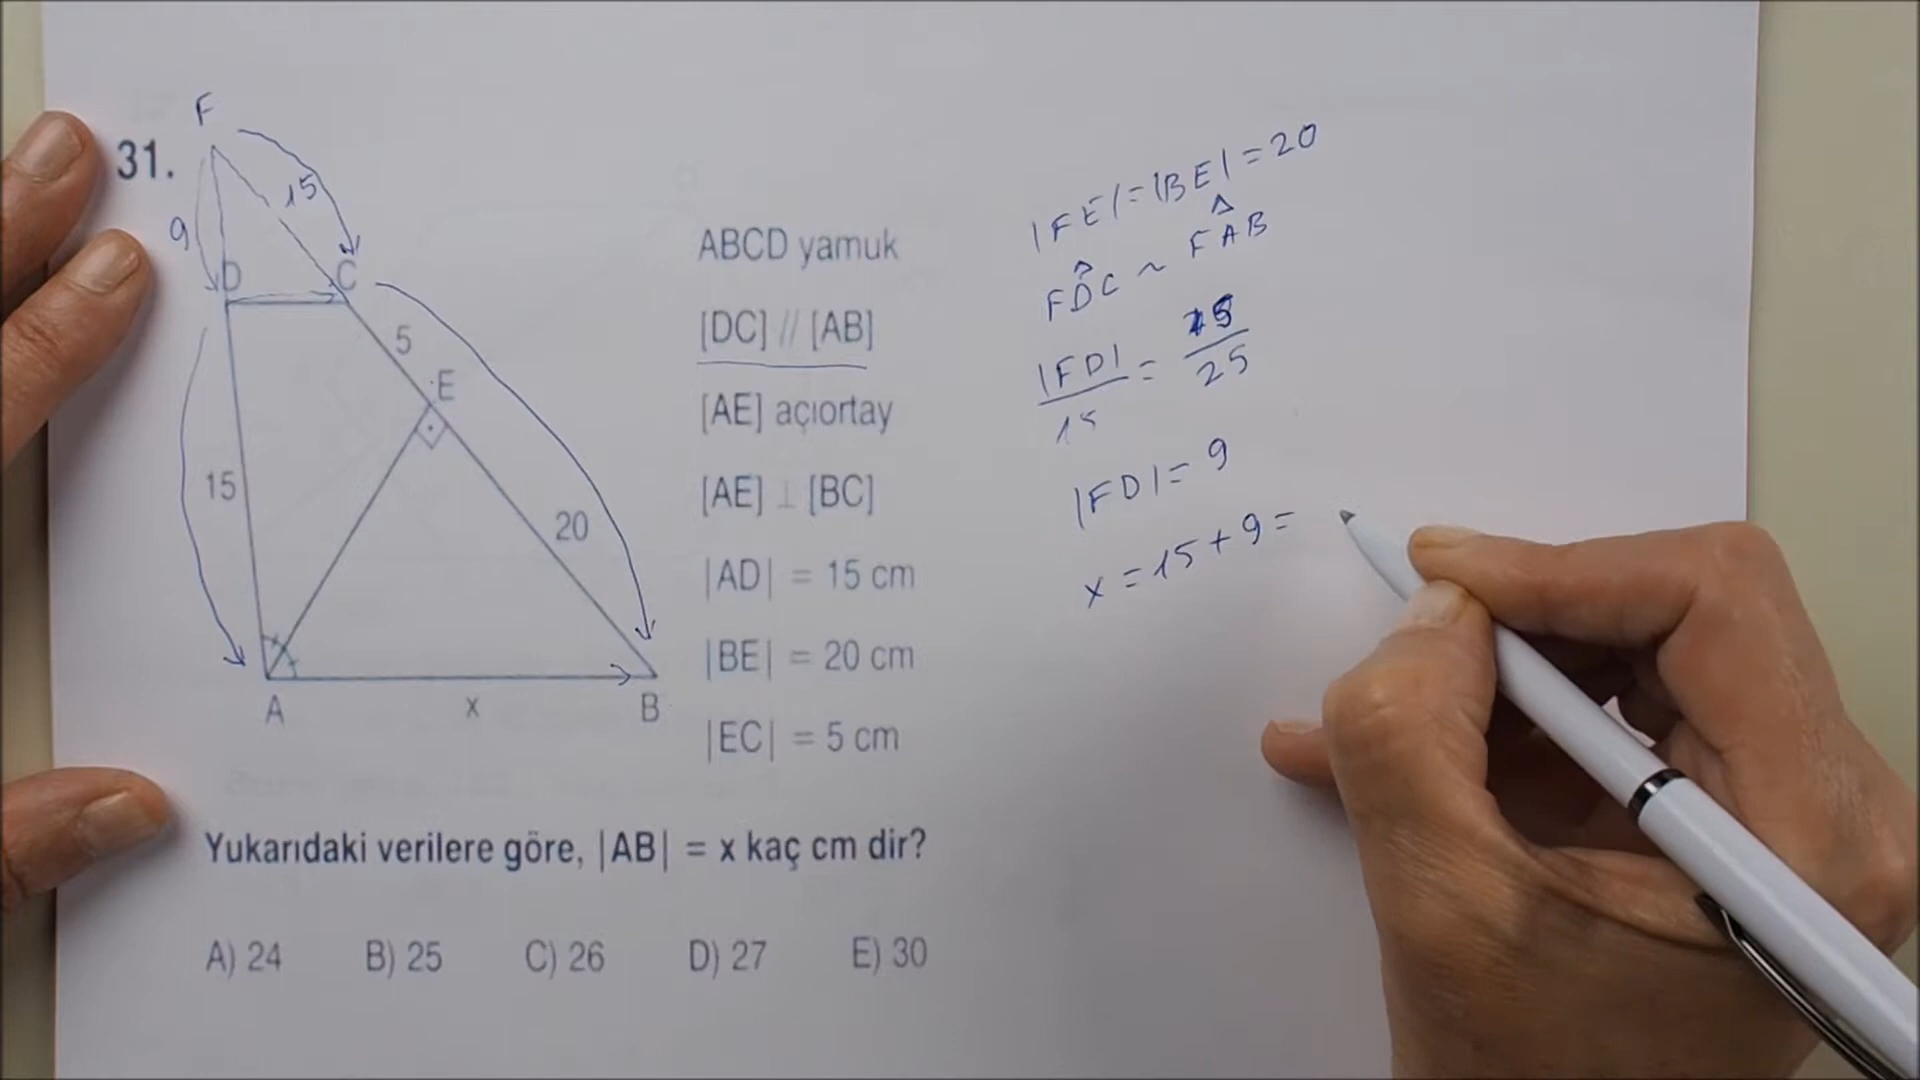 F
31.
15
9
D C
5
E
15
20
A x B
ABCD yamuk
[DC] // [AB]
[AE] açıortay
[AE] ⊥ [BC]
|AD| = 15 cm
|BE| = 20 cm
|EC| = 5 cm
Yukarıdaki verilere göre, |AB| = x kaç cm dir?
A) 24 B) 25 C) 26 D) 27 E) 30
|FE|=|BE|=20
FDC ~ FAB
|FD|/15 = 15/25
|FD|= 9
x = 15+9=